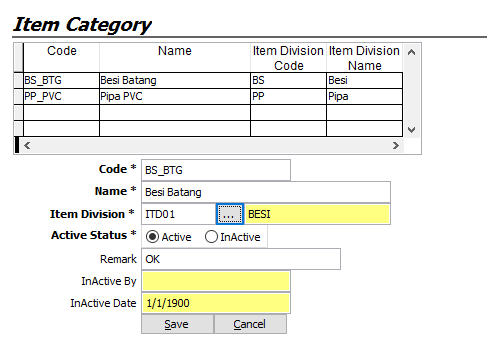 Item Category
Code Name Item Division Code Item Division Name
BS_BTG Besi Batang BS Besi
PP_PVC Pipa PVC PP Pipa
Code * BS_BTG
Name * Besi Batang
Item Division * ITD01 ... BESI
Active Status * Active InActive
Remark OK
InActive By
InActive Date 1/1/1900
Save Cancel